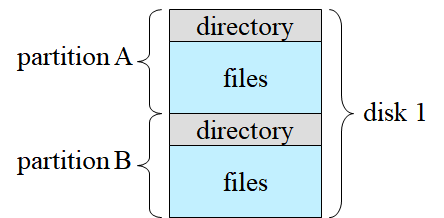 directory
partition A
files
disk 1
directory
partition B
files